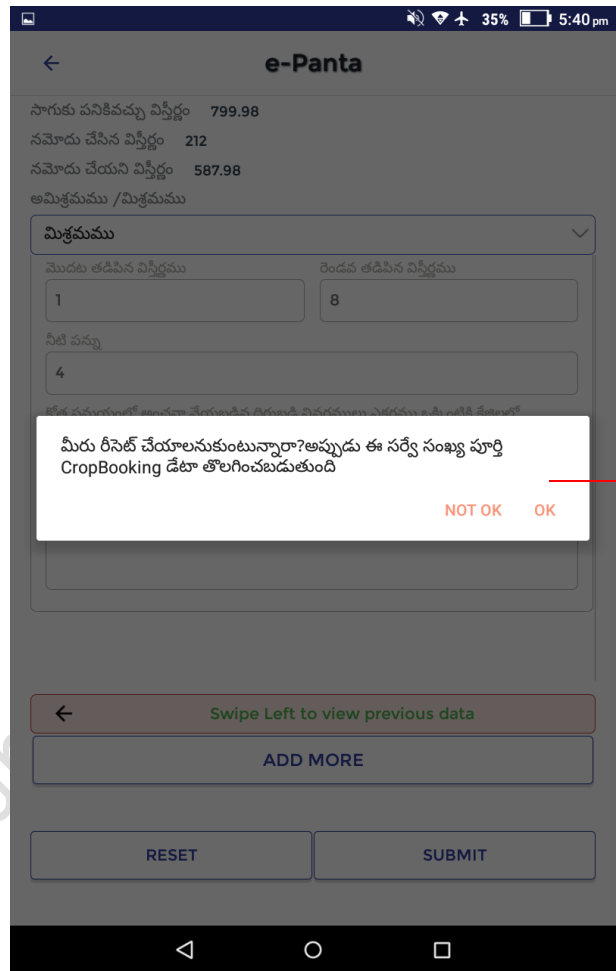 35% 5:40 pm
e-Panta
సాగుకు పనికివచ్చు విస్తీర్ణం 799.98
నమోదు చేసిన విస్తీర్ణం 212
నమోదు చేయని విస్తీర్ణం 587.98
అమిశ్రమము /మిశ్రమము
మిశ్రమము
మొదట తడిపిన విస్తీర్ణము రెండవ తడిపిన విస్తీర్ణము
1 8
నీటి పన్ను
4
మీరు రీసెట్ చేయాలనుకుంటున్నారా?అప్పుడు ఈ సర్వే సంఖ్య పూర్తి
CropBooking డేటా తొలగించబడుతుంది
NOT OK OK
Swipe Left to view previous data
ADD MORE
RESET SUBMIT